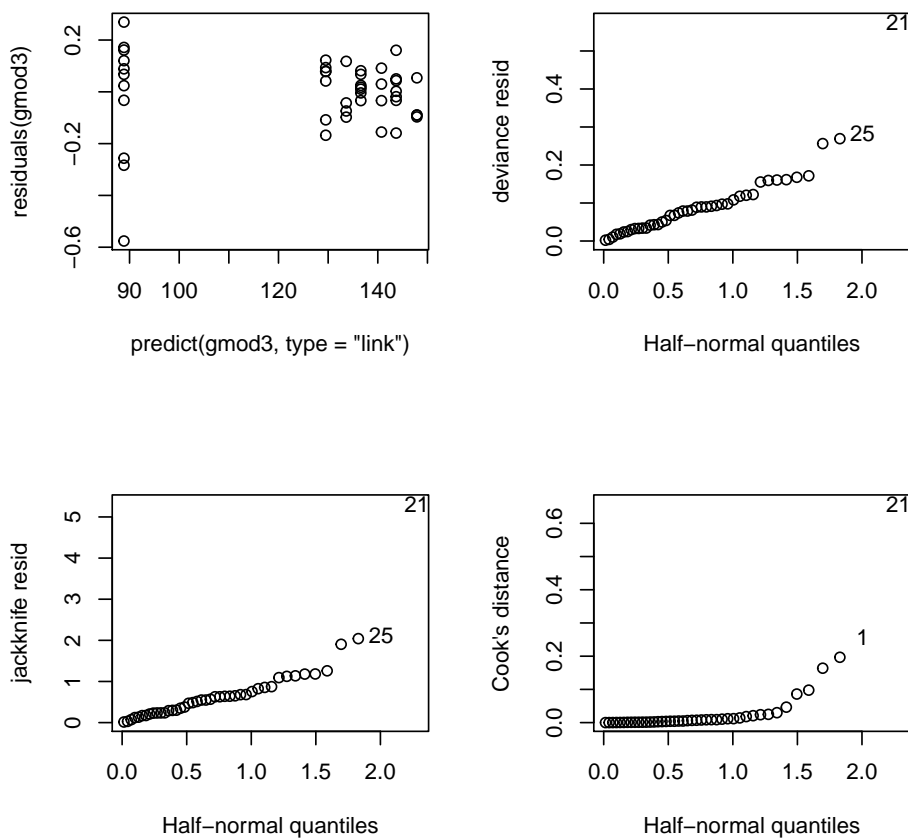 residuals(gmod3)
0.2
−0.2
−0.6
90 100 120 140
predict(gmod3, type = "link")
deviance resid
0.4
0.2
0.0
21
25
0.0 0.5 1.0 1.5 2.0
Half−normal quantiles
jackknife resid
5
4
3
2
1
0
21
25
0.0 0.5 1.0 1.5 2.0
Half−normal quantiles
Cook's distance
0.6
0.4
0.2
0.0
21
1
0.0 0.5 1.0 1.5 2.0
Half−normal quantiles